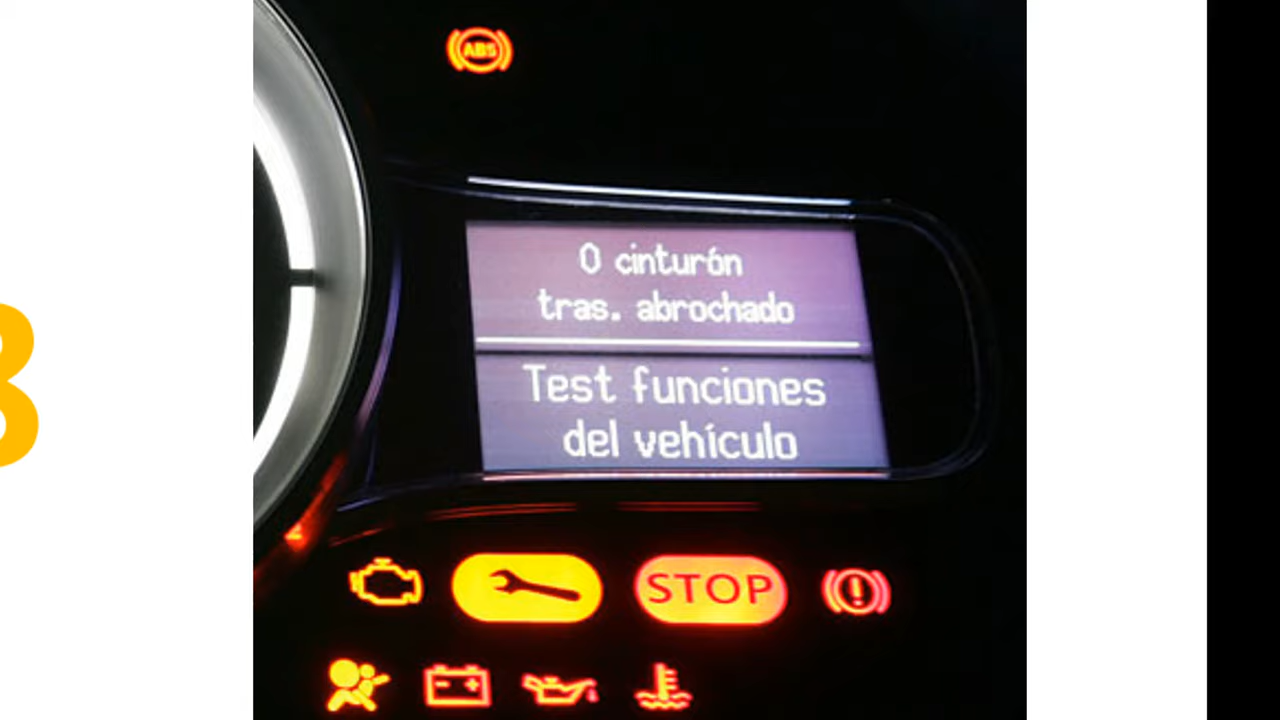 ABS
0 cinturón
tras. abrochado
Test funciones
del vehículo
STOP